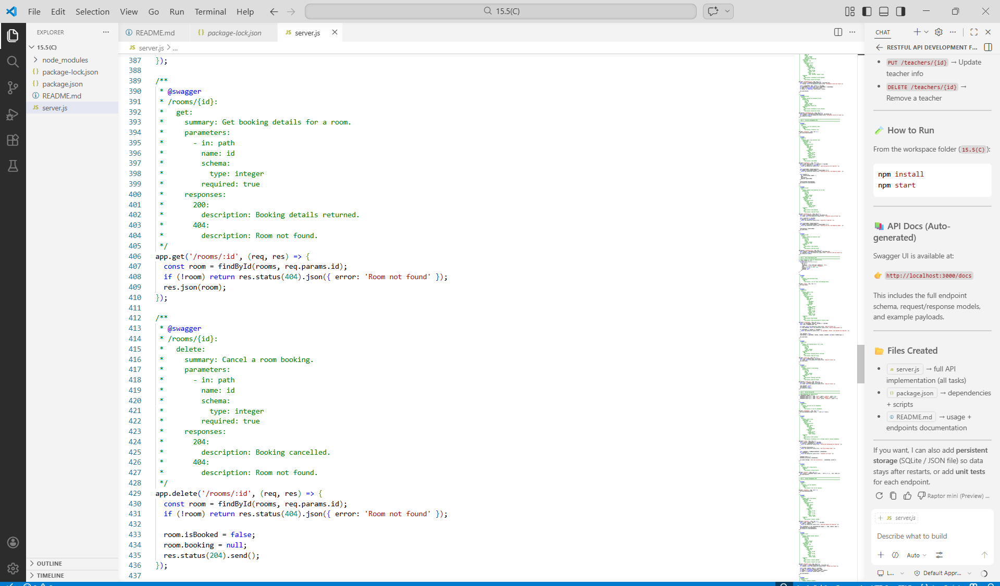 File Edit Selection View Go Run Terminal Help
15.5(C)
EXPLORER
15.5(C)
node_modules
package-lock.json
package.json
README.md
server.js
OUTLINE
TIMELINE
README.md
package-lock.json
server.js
server.js > ...
387 });
388
389 /**
390 * @swagger
391 * /rooms/{id}:
392 *   get:
393 *     summary: Get booking details for a room.
394 *     parameters:
395 *       - in: path
396 *         name: id
397 *         schema:
398 *           type: integer
399 *         required: true
400 *     responses:
401 *       200:
402 *         description: Booking details returned.
403 *       404:
404 *         description: Room not found.
405 */
406 app.get('/rooms/:id', (req, res) => {
407   const room = findById(rooms, req.params.id);
408   if (!room) return res.status(404).json({ error: 'Room not found' });
409   res.json(room);
410 });
411
412 /**
413 * @swagger
414 * /rooms/{id}:
415 *   delete:
416 *     summary: Cancel a room booking.
417 *     parameters:
418 *       - in: path
419 *         name: id
420 *         schema:
421 *           type: integer
422 *         required: true
423 *     responses:
424 *       204:
425 *         description: Booking cancelled.
426 *       404:
427 *         description: Room not found.
428 */
429 app.delete('/rooms/:id', (req, res) => {
430   const room = findById(rooms, req.params.id);
431   if (!room) return res.status(404).json({ error: 'Room not found' });
432
433   room.isBooked = false;
434   room.booking = null;
435   res.status(204).send();
436 });
437
CHAT
RESTFUL API DEVELOPMENT F...
• PUT /teachers/{id} → Update
teacher info
• DELETE /teachers/{id} →
Remove a teacher
How to Run
From the workspace folder ( 15.5(C) ):
npm install
npm start
API Docs (Auto-
generated)
Swagger UI is available at:
http://localhost:3000/docs
This includes the full endpoint
schema, request/response models,
and example payloads.
Files Created
• server.js → full API
implementation (all tasks)
• package.json → dependencies
+ scripts
• README.md → usage +
endpoints documentation
If you want, I can also add persistent
storage (SQLite / JSON file) so data
stays after restarts, or add unit tests
for each endpoint.
Raptor mini (Preview) ...
+ JS server.js
Describe what to build
Auto
L...
Default Appr...